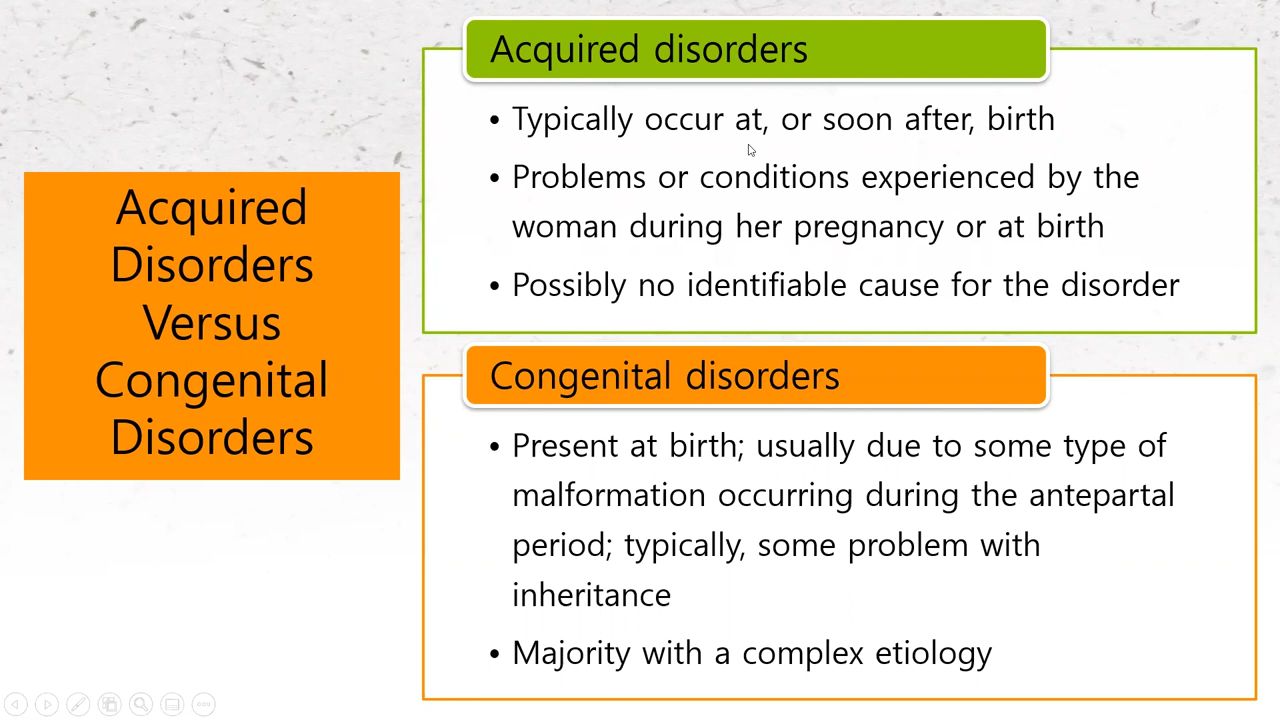 Acquired
Disorders
Versus
Congenital
Disorders
Acquired disorders
• Typically occur at, or soon after, birth
• Problems or conditions experienced by the
woman during her pregnancy or at birth
• Possibly no identifiable cause for the disorder
Congenital disorders
• Present at birth; usually due to some type of
malformation occurring during the antepartal
period; typically, some problem with
inheritance
• Majority with a complex etiology